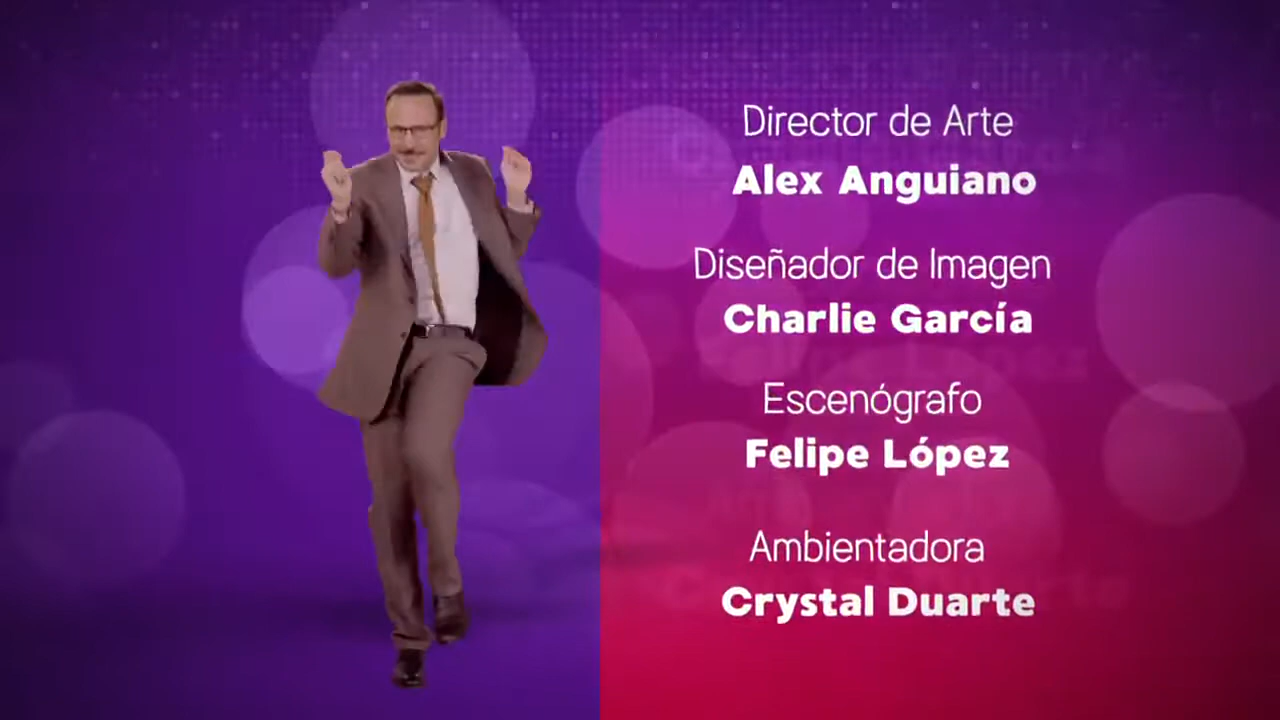 Director de Arte
Alex Anguiano
Diseñador de Imagen
Charlie García
Escenógrafo
Felipe López
Ambientadora
Crystal Duarte